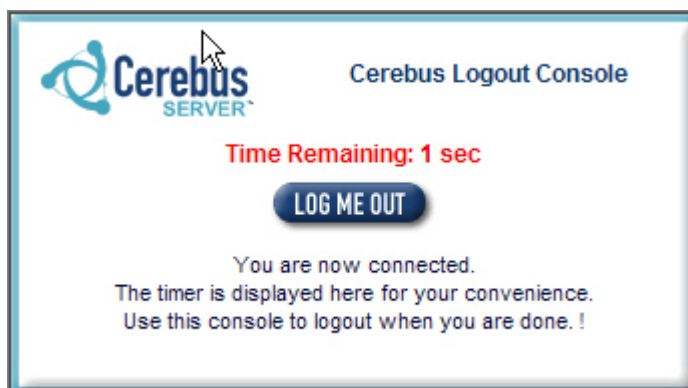 Cerebus
SERVER™
Cerebus Logout Console
Time Remaining: 1 sec
LOG ME OUT
You are now connected.
The timer is displayed here for your convenience.
Use this console to logout when you are done. !